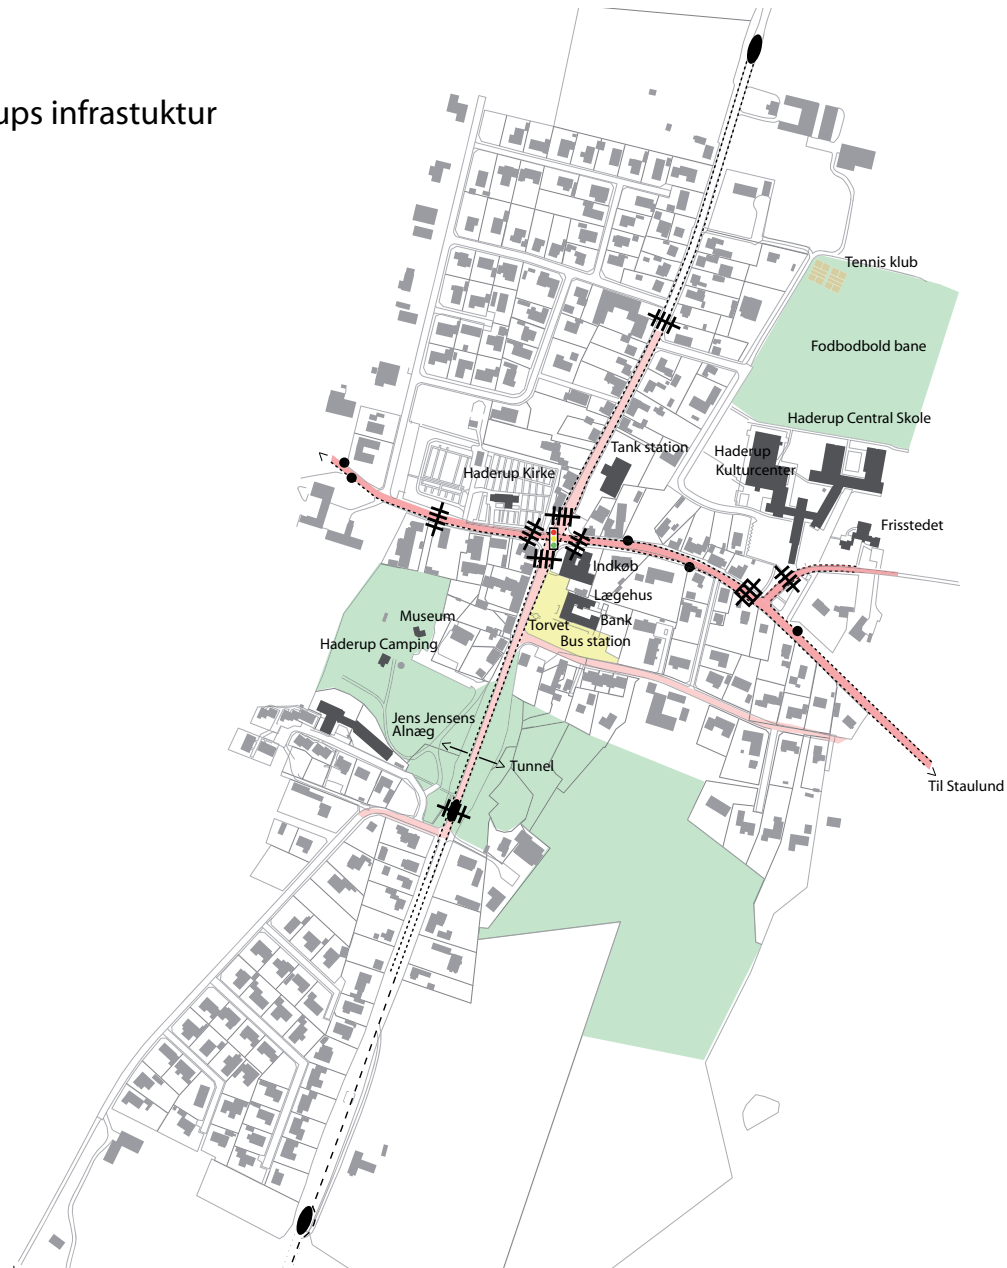 ups infrastuktur
Tennis klub
Fodbodbold bane
Haderup Central Skole
Tank station
Haderup
Kulturcenter
Haderup Kirke
Frisstedet
Indkøb
Lægehus
Museum
Bank
Torvet
Bus station
Haderup Camping
Jens Jensens
Alnæg
Tunnel
Til Staulund